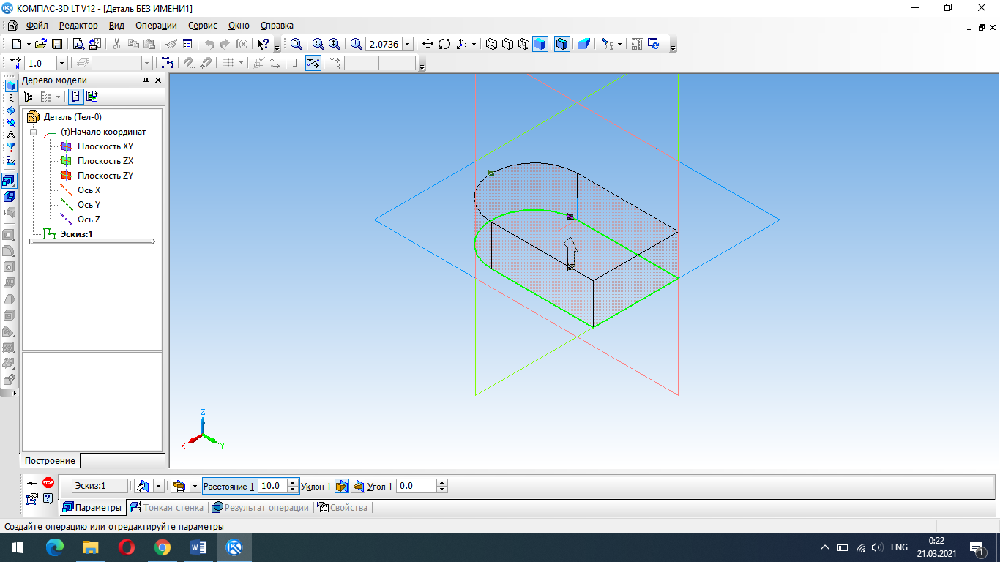 КОМПАС-3D LT V12 - [Деталь БЕЗ ИМЕНИ1]
Файл Редактор Вид Операции Сервис Окно Справка
2.0736
f(x)
1.0
Дерево модели
Деталь (Тел-0)
(т)Начало координат
Плоскость XY
Плоскость ZX
Плоскость ZY
Ось X
Ось Y
Ось Z
Эскиз:1
Z
X
Y
Построение
STOP
Эскиз:1 Расстояние 1 10.0 Уклон 1 Угол 1 0.0
Параметры Тонкая стенка Результат операции Свойства
Создайте операцию или отредактируйте параметры
ENG
0:22
21.03.2021
1